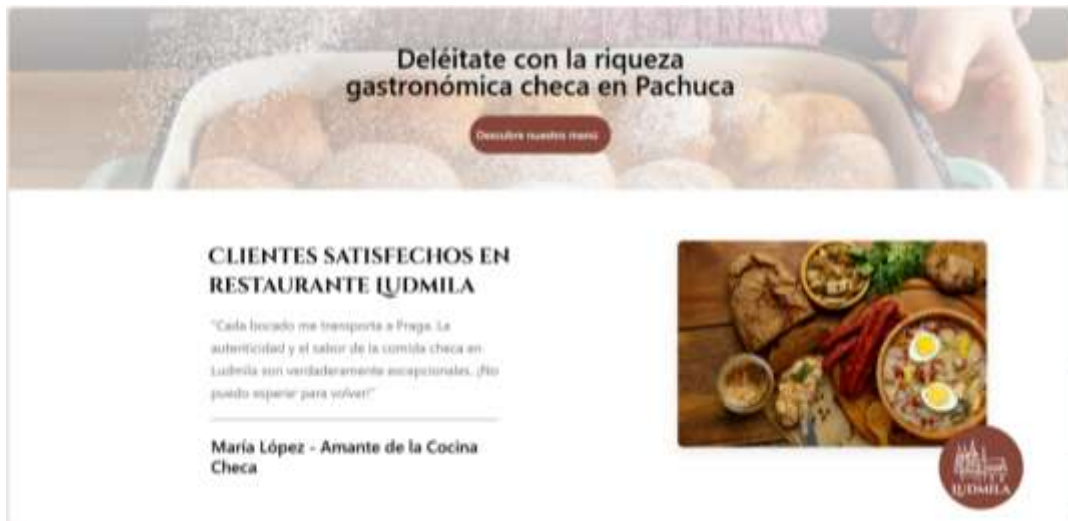 Deléitate con la riqueza
gastronómica checa en Pachuca
Descubre nuestro menú
CLIENTES SATISFECHOS EN
RESTAURANTE LUDMILA
"Cada bocado me transporta a Praga. La
autenticidad y el sabor de la comida checa en
Ludmila son verdaderamente excepcionales. ¡No
puedo esperar para volver!"
María López - Amante de la Cocina
Checa
LUDMILA